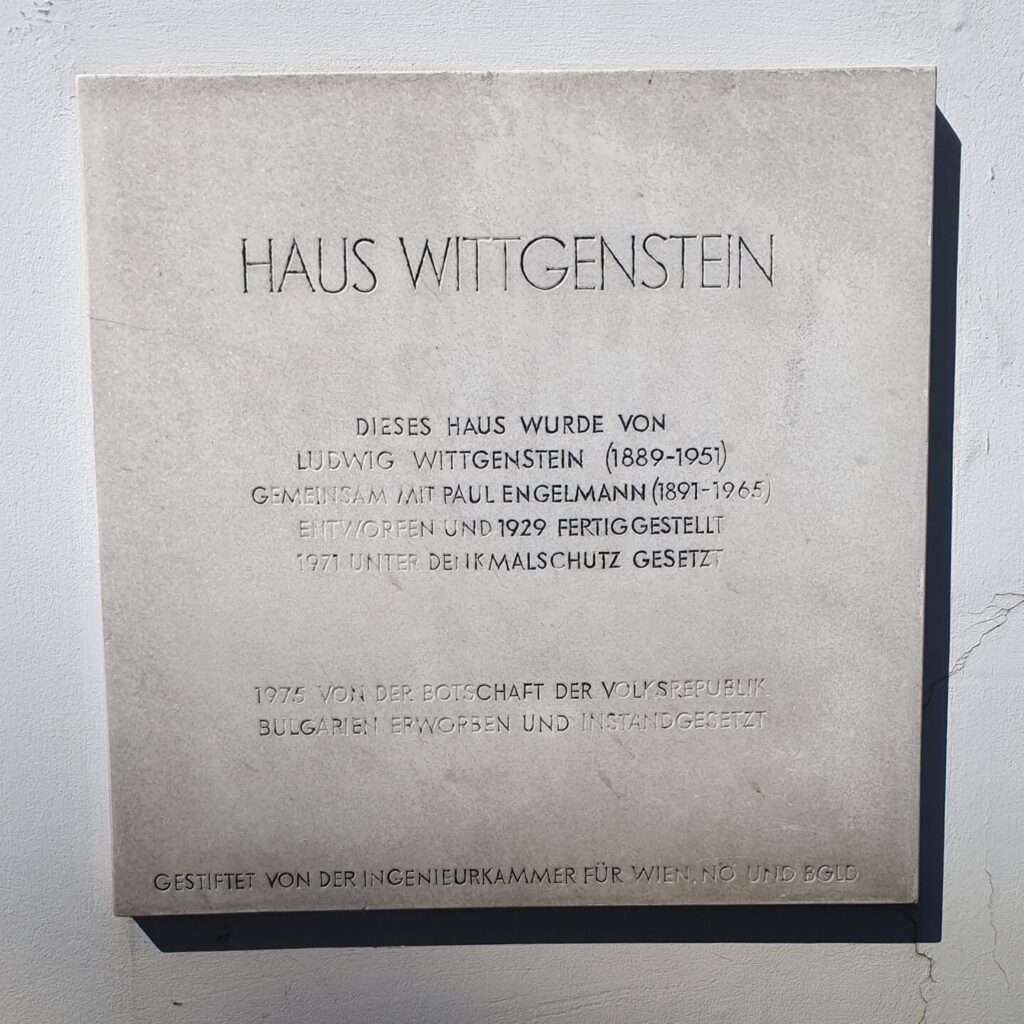 HAUS WITTGENSTEIN
DIESES HAUS WURDE VON
LUDWIG WITTGENSTEIN (1889-1951)
GEMEINSAM MIT PAUL ENGELMANN (1891-1965)
ENTWORFEN UND 1929 FERTIGGESTELLT
1971 UNTER DENKMALSCHUTZ GESETZT
1975 VON DER BOTSCHAFT DER VOLKSREPUBLIK
BULGARIEN ERWORBEN UND INSTANDGESETZT
GESTIFTET VON DER INGENIEURKAMMER FÜR WIEN, NÖ UND BGLD